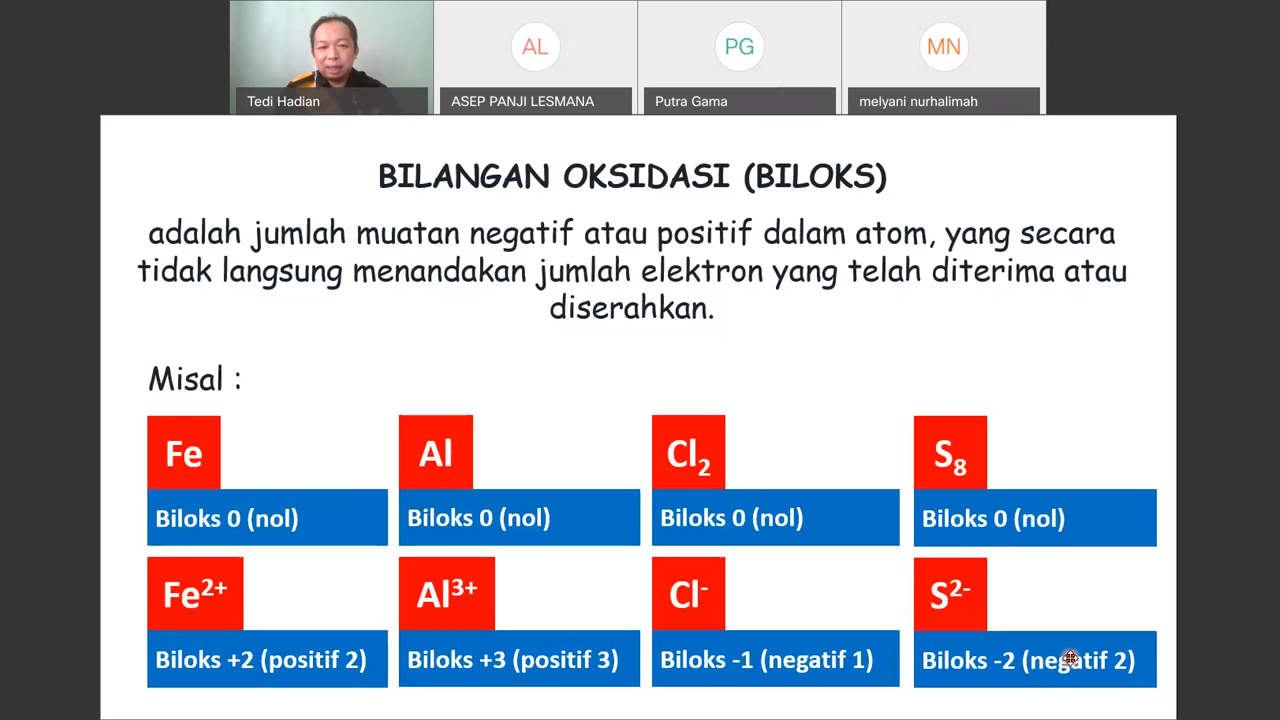 AL
PG
MN
Tedi Hadian
ASEP PANJI LESMANA
Putra Gama
melyani nurhalimah
BILANGAN OKSIDASI (BILOKS)
adalah jumlah muatan negatif atau positif dalam atom, yang secara
tidak langsung menandakan jumlah elektron yang telah diterima atau
diserahkan.
Misal :
Fe
Al
Cl₂
S₈
Biloks 0 (nol)
Biloks 0 (nol)
Biloks 0 (nol)
Biloks 0 (nol)
Fe²⁺
Al³⁺
Cl⁻
S²⁻
Biloks +2 (positif 2)
Biloks +3 (positif 3)
Biloks -1 (negatif 1)
Biloks -2 (negatif 2)